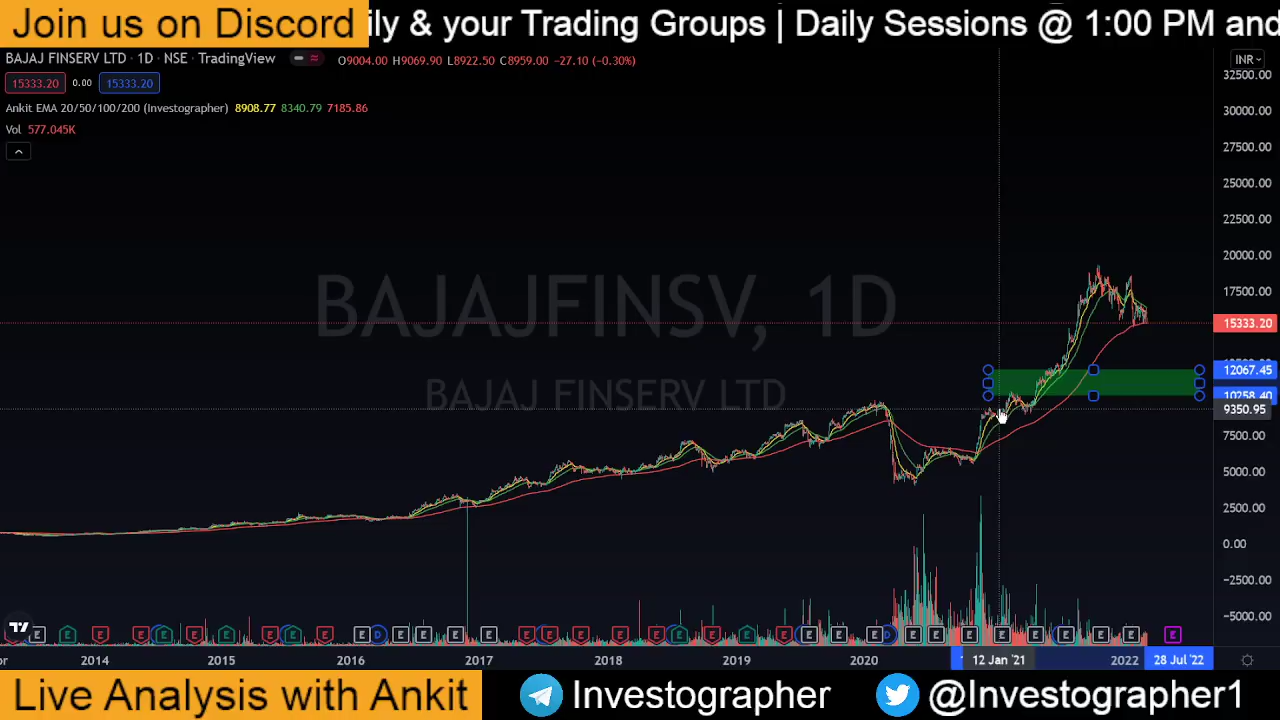 Join us on Discord
ily & your Trading Groups | Daily Sessions @ 1:00 PM and
BAJAJ FINSERV LTD · 1D · NSE · TradingView
O9004.00 H9069.90 L8922.50 C8959.00 −27.10 (−0.30%)
INR
15333.20 0.00 15333.20
Ankit EMA 20/50/100/200 (Investographer) 8908.77 8340.79 7185.86
Vol 577.045K
32500.00
30000.00
27500.00
25000.00
22500.00
20000.00
17500.00
15333.20
12067.45
10258.40
9350.95
7500.00
5000.00
2500.00
0.00
−2500.00
−5000.00
BAJAJFINSV, 1D
BAJAJ FINSERV LTD
E E E E E E E E E E E D E E E E E E E E E E E E E E E D E E E E E E E E E
2014 2015 2016 2017 2018 2019 2020 12 Jan '21 2022 28 Jul '22
Live Analysis with Ankit
Investographer
@Investographer1